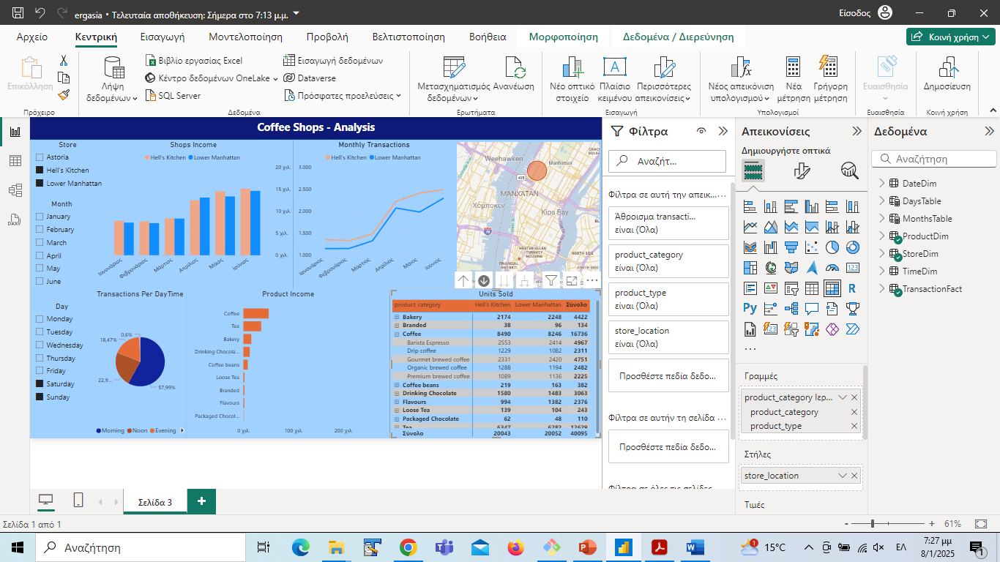 ergasia • Τελευταία αποθήκευση: Σήμερα στο 7:13 μ.μ.
Είσοδος
Αρχείο Κεντρική Εισαγωγή Μοντελοποίηση Προβολή Βελτιστοποίηση Βοήθεια Μορφοποίηση Δεδομένα / Διερεύνηση
Κοινή χρήση
Επικόλληση
Πρόχειρο
Λήψη δεδομένων
Βιβλίο εργασίας Excel
Κέντρο δεδομένων OneLake
SQL Server
Εισαγωγή δεδομένων
Dataverse
Πρόσφατες προελεύσεις
Δεδομένα
Μετασχηματισμός δεδομένων
Ανανέωση
Ερωτήματα
Νέο οπτικό στοιχείο
Πλαίσιο κειμένου
Περισσότερες απεικονίσεις
Εισαγωγή
Νέος απεικόνιση υπολογισμού
Νέα μέτρηση
Γρήγορη μέτρηση
Υπολογισμοί
Ευαισθησία
Ευαισθησία
Δημοσίευση
Κοινή χρήση
Coffee Shops - Analysis
Store
Astoria
Hell's Kitchen
Lower Manhattan
Month
January
February
March
April
May
June
Day
Monday
Tuesday
Wednesday
Thursday
Friday
Saturday
Sunday
Shops Income
Hell's Kitchen Lower Manhattan
20 χιλ.
15 χιλ.
10 χιλ.
5 χιλ.
0 χιλ.
Ιανουάριος Φεβρουάριος Μάρτιος Απρίλιος Μάιος Ιούνιος
Monthly Transactions
Hell's Kitchen Lower Manhattan
3.000
2.500
2.000
1.500
1.000
Ιανουάριος Φεβρουάριος Μάρτιος Απρίλιος Μάιος Ιούνιος
Weehawken
Manhattan
495
ΜΑΝΧΑΤΑΝ
Χόμποκεν
Kips Bay
78
HESTER-ALLEN
TURNKEY
HOUSING
NORTH SIDE
FINANCIAL
DISTRICT
SOUTH SIDE
Transactions Per DayTime
0,6%
18,47%
22,9...
57,99%
Morning Noon Evening
Product Income
Coffee
Tea
Bakery
Drinking Chocola...
Coffee beans
Loose Tea
Branded
Flavours
Packaged Chocol...
0 χιλ. 100 χιλ. 200 χιλ.
Units Sold
product_category Hell's Kitchen Lower Manhattan Σύνολο
Bakery 2174 2248 4422
Branded 38 96 134
Coffee 8490 8246 16736
Barista Espresso 2553 2414 4967
Drip coffee 1229 1082 2311
Gourmet brewed coffee 2331 2420 4751
Organic brewed coffee 1288 1194 2482
Premium brewed coffee 1089 1136 2225
Coffee beans 219 163 382
Drinking Chocolate 1580 1483 3063
Flavours 994 1382 2376
Loose Tea 139 104 243
Packaged Chocolate 62 48 110
Tea 6347 6282 12629
Σύνολο 20043 20052 40095
Φίλτρα
Αναζήτ...
Φίλτρα σε αυτή την απεικ...
Άθροισμα transacti...
είναι (Όλα)
product_category
είναι (Όλα)
product_type
είναι (Όλα)
store_location
είναι (Όλα)
Προσθέστε πεδία δεδο...
Φίλτρα σε αυτήν τη σελίδα
Προσθέστε πεδία δεδο...
Φίλτρα σε όλες τις σελίδες
Απεικονίσεις
Δημιουργήστε οπτικά
Γραμμές
product_category Ιερ...
product_category
product_type
Στήλες
store_location
Τιμές
Δεδομένα
Αναζήτηση
DateDim
DaysTable
MonthsTable
ProductDim
StoreDim
TimeDim
TransactionFact
Σελίδα 3
Σελίδα 1 από 1
61%
Αναζήτηση
15°C
ΕΛ
7:27 μμ
8/1/2025